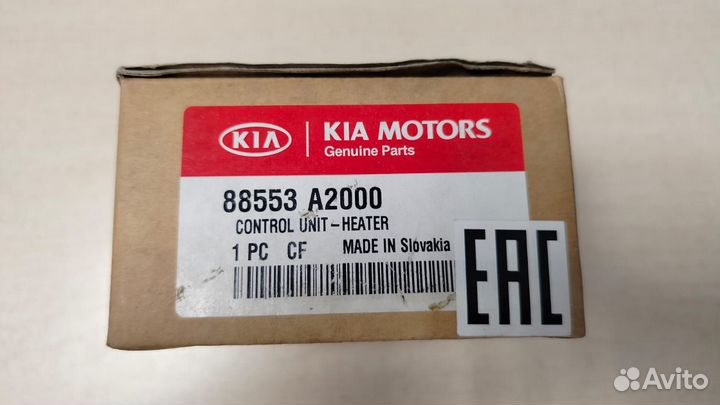 KIA
KIA MOTORS
Genuine Parts
88553 A2000
CONTROL UNIT-HEATER
1 PC CF MADE IN Slovakia
EAC
Avito